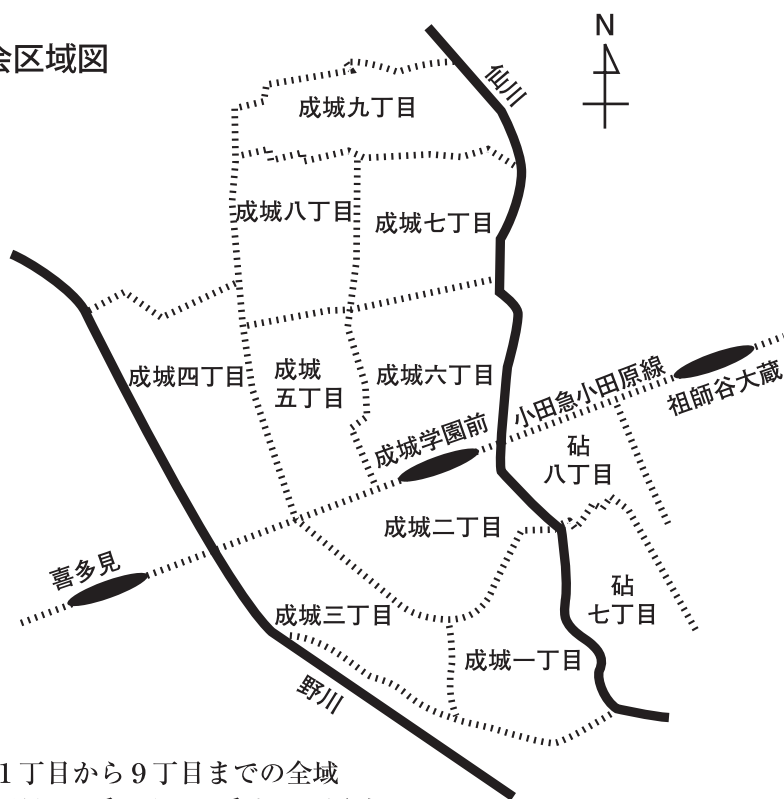 会区域図
N
仙川
成城九丁目
成城八丁目
成城七丁目
成城四丁目
成城
五丁目
成城六丁目
小田急小田原線
祖師谷大蔵
成城学園前
砧
八丁目
成城二丁目
喜多見
砧
七丁目
成城三丁目
成城一丁目
野川
1丁目から9丁目までの全域